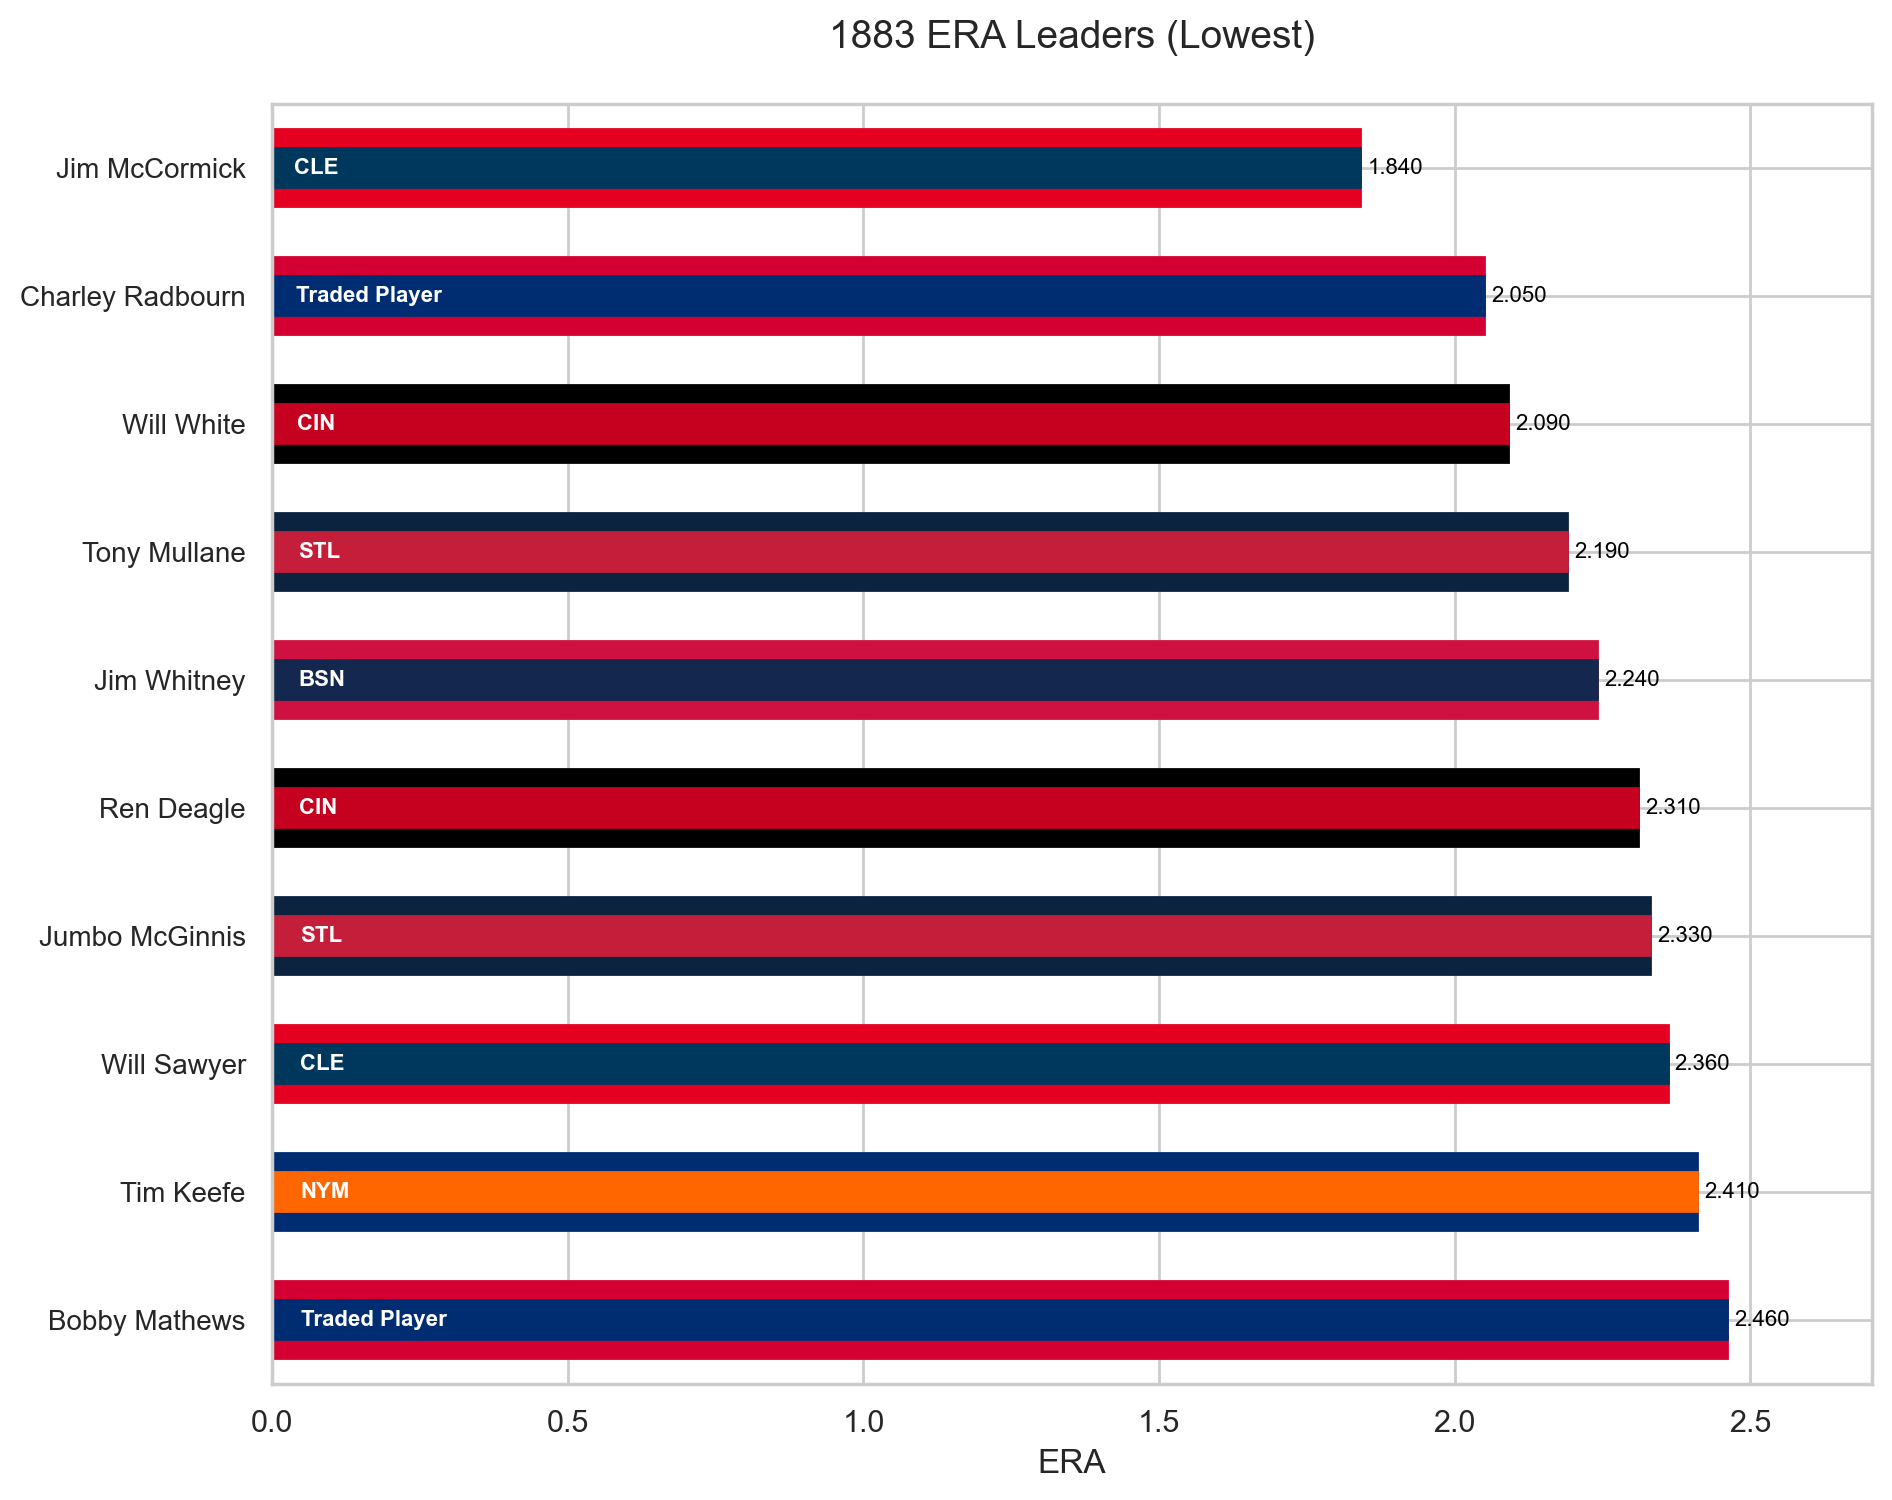 1883 ERA Leaders (Lowest)
Jim McCormick
CLE
1.840
Charley Radbourn
Traded Player
2.050
Will White
CIN
2.090
Tony Mullane
STL
2.190
Jim Whitney
BSN
2.240
Ren Deagle
CIN
2.310
Jumbo McGinnis
STL
2.330
Will Sawyer
CLE
2.360
Tim Keefe
NYM
2.410
Bobby Mathews
Traded Player
2.460
0.0 0.5 1.0 1.5 2.0 2.5
ERA